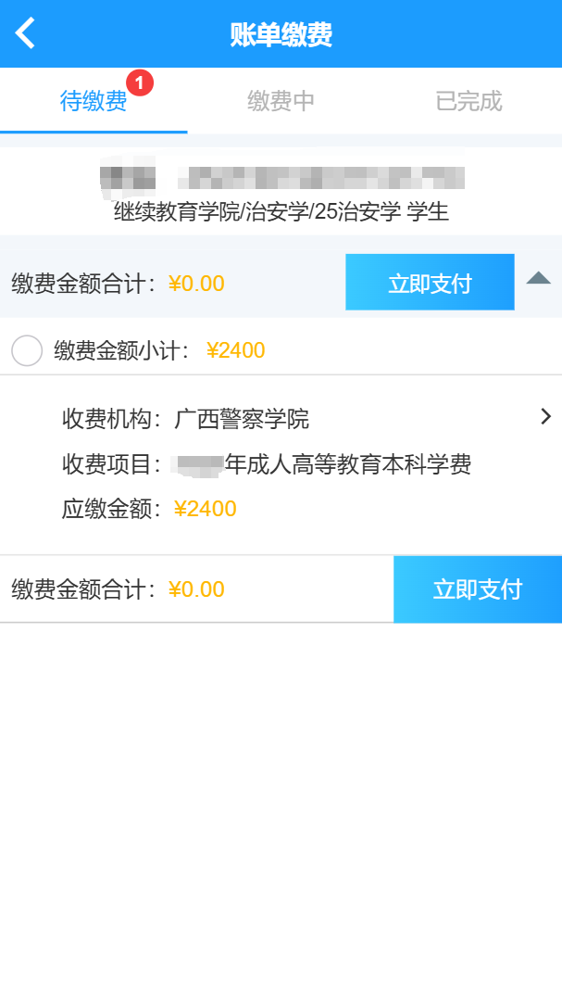 账单缴费
待缴费 1 缴费中 已完成
继续教育学院/治安学/25治安学 学生
缴费金额合计: ¥0.00 立即支付
缴费金额小计: ¥2400
收费机构: 广西警察学院
收费项目: 年成人高等教育本科学费
应缴金额: ¥2400
缴费金额合计: ¥0.00 立即支付